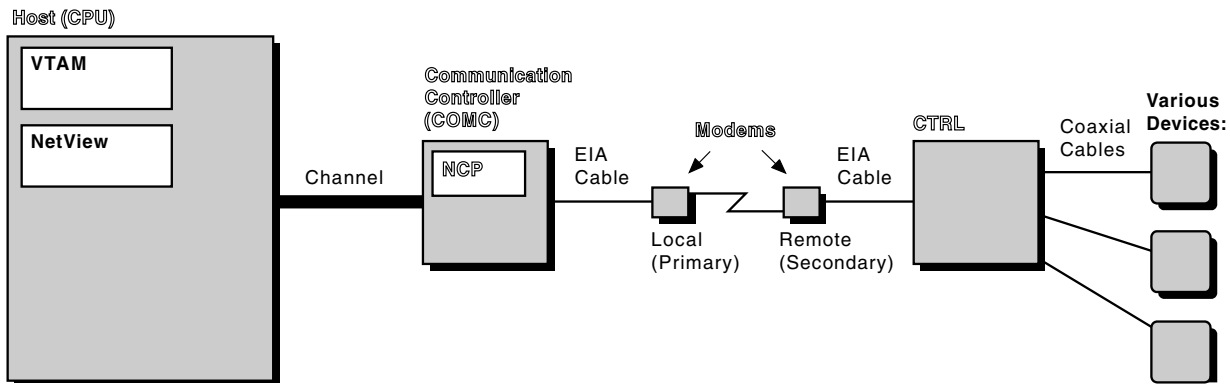 Host (CPU)
VTAM
NetView
Channel
Communication
Controller
(COMC)
NCP
EIA
Cable
Modems
Local
(Primary)
Remote
(Secondary)
EIA
Cable
CTRL
Coaxial
Cables
Various
Devices: